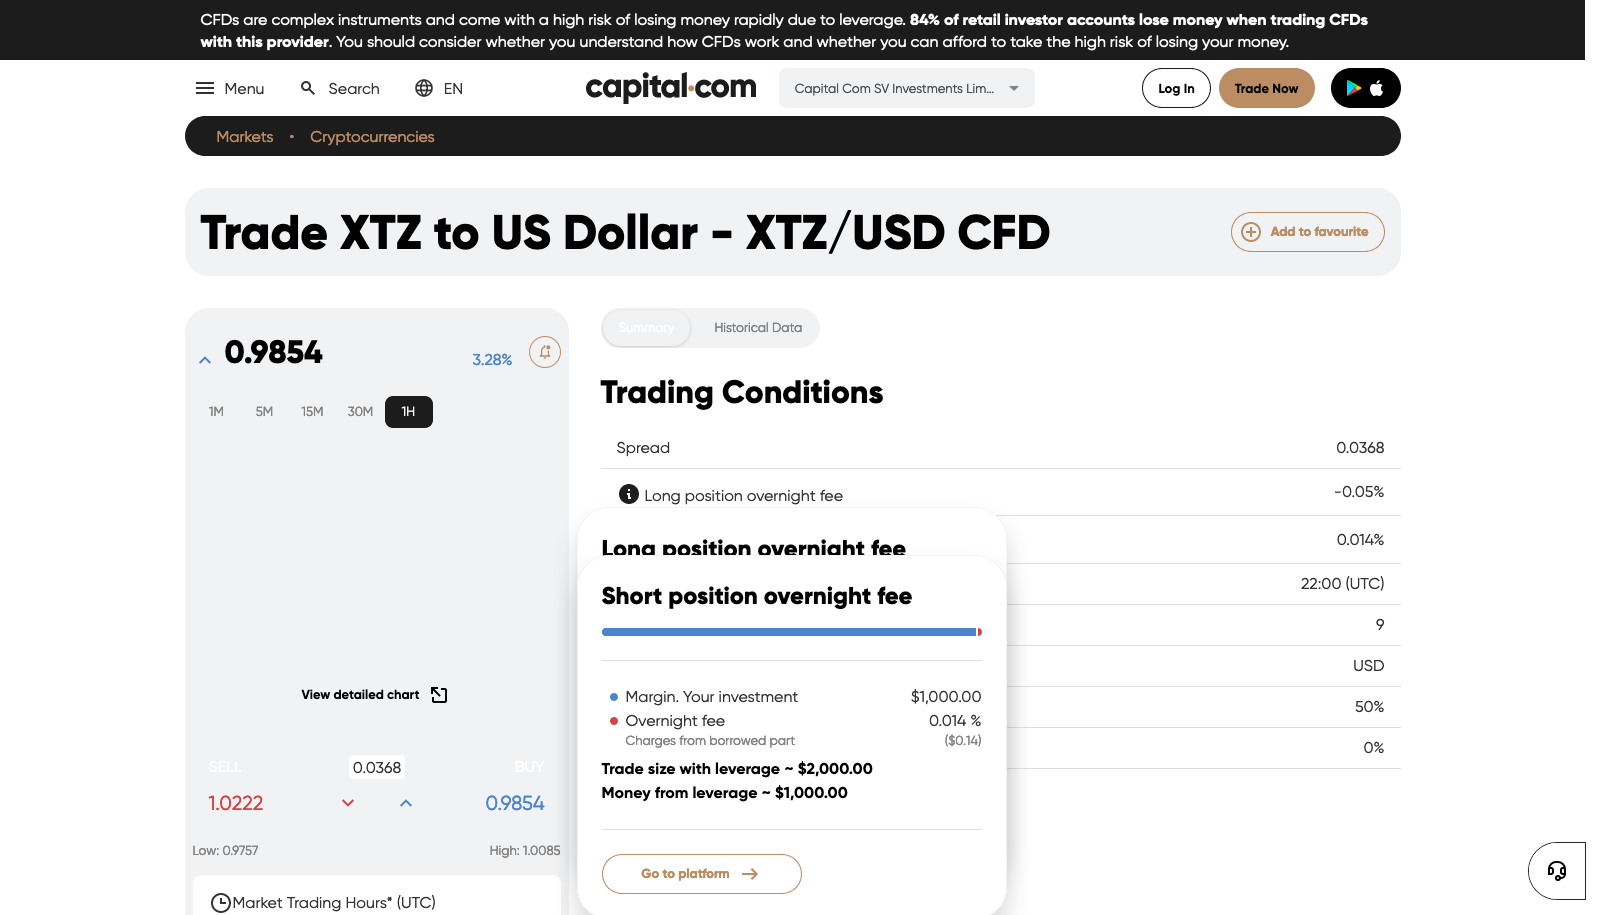 CFDs are complex instruments and come with a high risk of losing money rapidly due to leverage. 84% of retail investor accounts lose money when trading CFDs
with this provider. You should consider whether you understand how CFDs work and whether you can afford to take the high risk of losing your money.
Menu
Search
EN
capital.com
Capital Com SV Investments Lim...
Log In
Trade Now
Markets • Cryptocurrencies
Trade XTZ to US Dollar - XTZ/USD CFD
Add to favourite
0.9854
3.28%
1M 5M 15M 30M 1H
View detailed chart
SELL
0.0368
BUY
1.0222
0.9854
Low: 0.9757
High: 1.0085
Market Trading Hours* (UTC)
Summary
Historical Data
Trading Conditions
Spread 0.0368
Long position overnight fee -0.05%
0.014%
22:00 (UTC)
9
USD
50%
0%
Long position overnight fee
Short position overnight fee
Margin. Your investment $1,000.00
Overnight fee 0.014 %
Charges from borrowed part ($0.14)
Trade size with leverage ~ $2,000.00
Money from leverage ~ $1,000.00
Go to platform